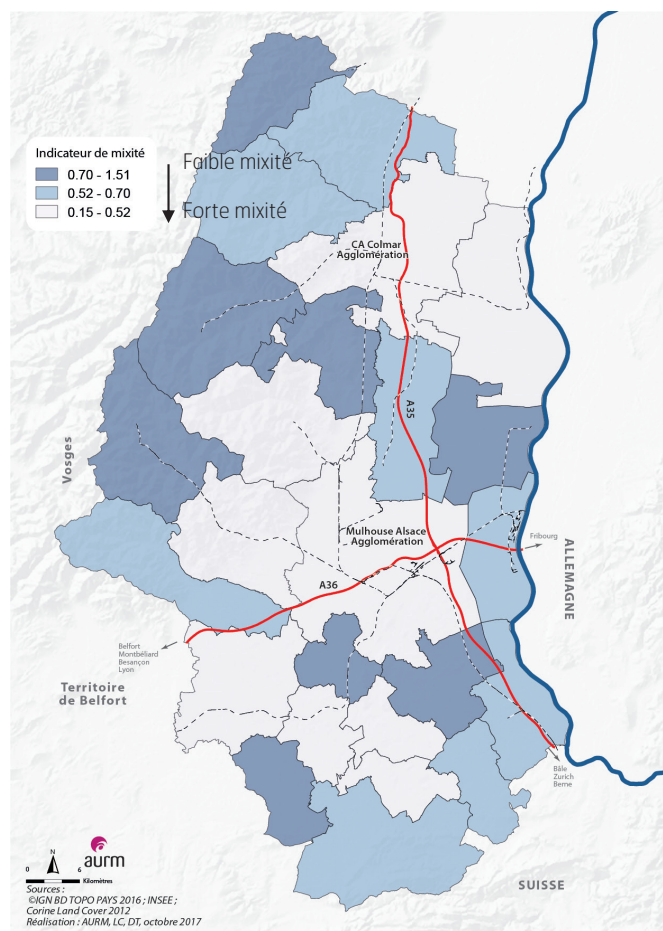 Indicateur de mixité
0.70 - 1.51
0.52 - 0.70
0.15 - 0.52
Faible mixité
Forte mixité
CA Colmar
Agglomération
A35
Vosges
Mulhouse Alsace
Agglomération
Fribourg
ALLEMAGNE
A36
Belfort
Montbéliard
Besançon
Lyon
Territoire
de Belfort
Bâle
Zurich
Berne
SUISSE
N
0 6
Kilomètres
aurm
Sources :
©IGN BD TOPO PAYS 2016 ; INSEE ;
Corine Land Cover 2012
Réalisation : AURM, LC, DT, octobre 2017